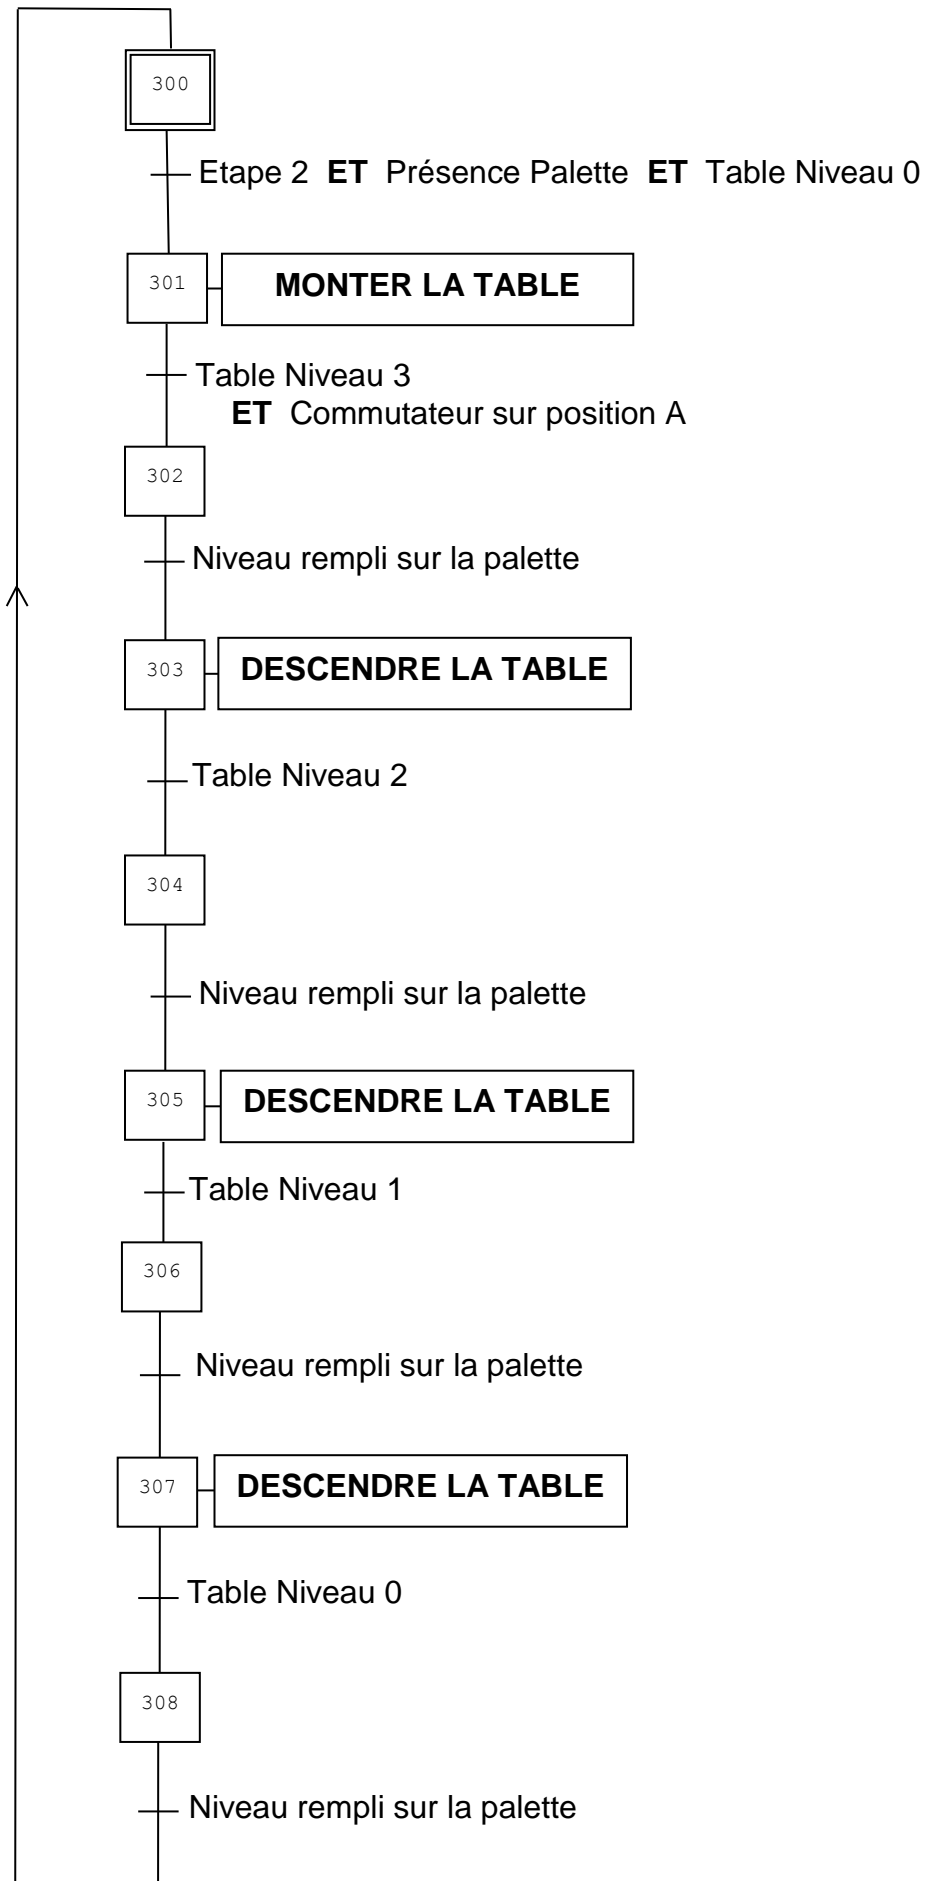 300
Etape 2 ET Présence Palette ET Table Niveau 0
301
MONTER LA TABLE
Table Niveau 3
ET Commutateur sur position A
302
Niveau rempli sur la palette
303
DESCENDRE LA TABLE
Table Niveau 2
304
Niveau rempli sur la palette
305
DESCENDRE LA TABLE
Table Niveau 1
306
Niveau rempli sur la palette
307
DESCENDRE LA TABLE
Table Niveau 0
308
Niveau rempli sur la palette